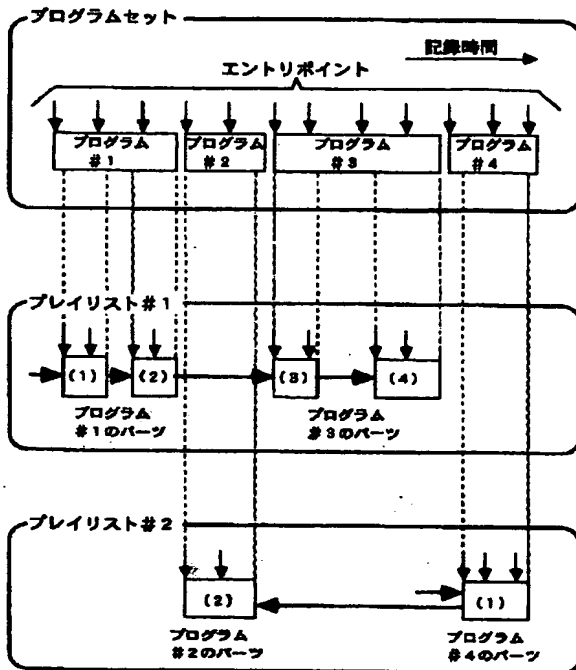 プログラムセット
記録時間
エントリポイント
プログラム
#1
プログラム
#2
プログラム
#3
プログラム
#4
プレイリスト#1
(1)
(2)
(3)
(4)
プログラム
#1のパーツ
プログラム
#3のパーツ
プレイリスト#2
(2)
(1)
プログラム
#2のパーツ
プログラム
#4のパーツ